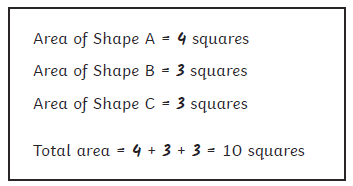 Area of Shape A = 4 squares
Area of Shape B = 3 squares
Area of Shape C = 3 squares
Total area = 4 + 3 + 3 = 10 squares